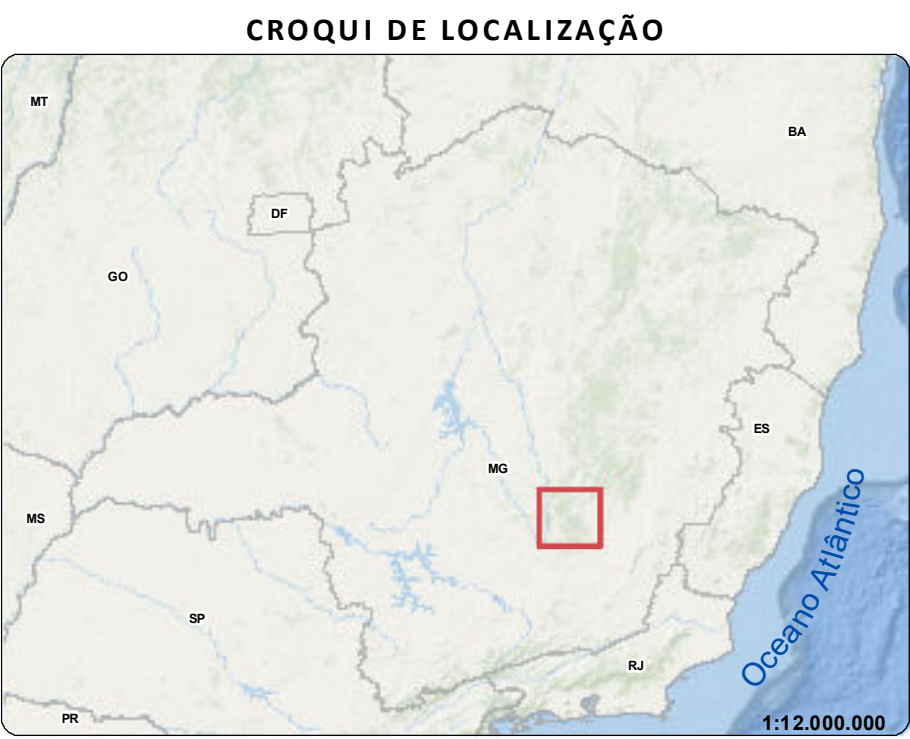 CROQUI DE LOCALIZAÇÃO
MT
BA
DF
GO
ES
MG
MS
Oceano Atlântico
SP
RJ
PR
1:12.000.000